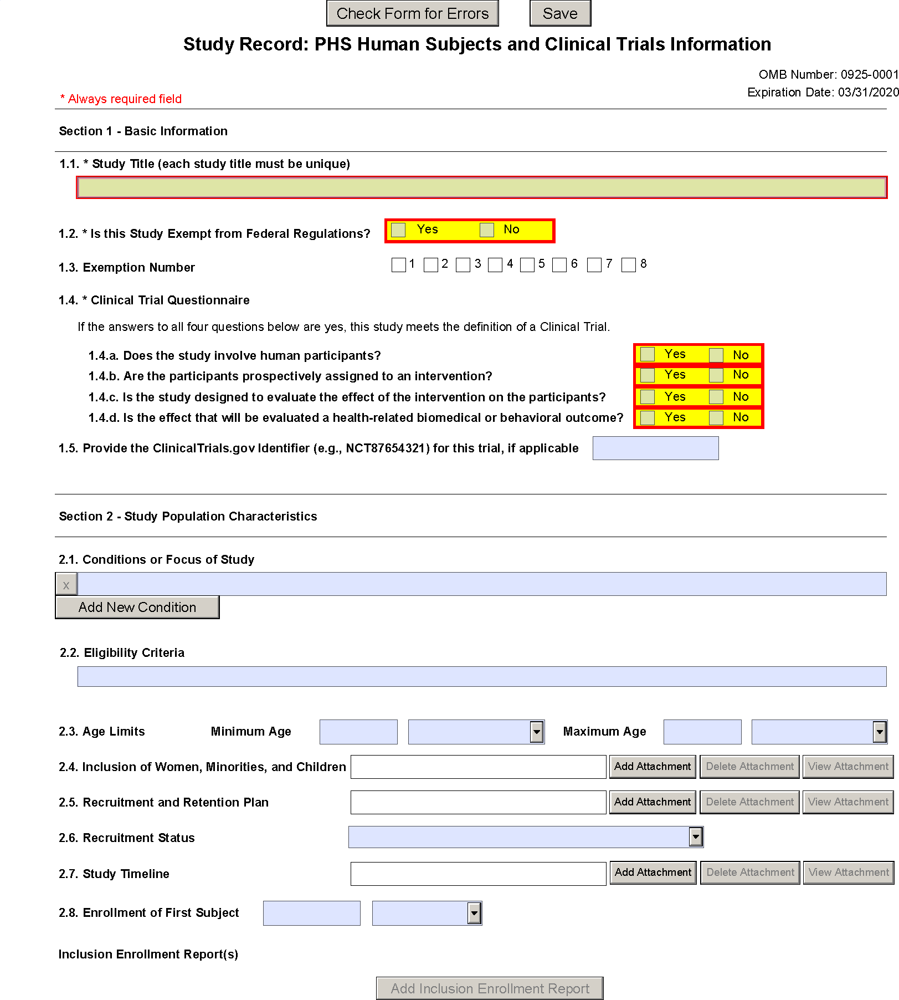 Check Form for Errors Save
Study Record: PHS Human Subjects and Clinical Trials Information
OMB Number: 0925-0001
Expiration Date: 03/31/2020
* Always required field
Section 1 - Basic Information
1.1. * Study Title (each study title must be unique)
1.2. * Is this Study Exempt from Federal Regulations? Yes No
1.3. Exemption Number 1 2 3 4 5 6 7 8
1.4. * Clinical Trial Questionnaire
If the answers to all four questions below are yes, this study meets the definition of a Clinical Trial.
1.4.a. Does the study involve human participants? Yes No
1.4.b. Are the participants prospectively assigned to an intervention? Yes No
1.4.c. Is the study designed to evaluate the effect of the intervention on the participants? Yes No
1.4.d. Is the effect that will be evaluated a health-related biomedical or behavioral outcome? Yes No
1.5. Provide the ClinicalTrials.gov Identifier (e.g., NCT87654321) for this trial, if applicable
Section 2 - Study Population Characteristics
2.1. Conditions or Focus of Study
x
Add New Condition
2.2. Eligibility Criteria
2.3. Age Limits Minimum Age Maximum Age
2.4. Inclusion of Women, Minorities, and Children Add Attachment Delete Attachment View Attachment
2.5. Recruitment and Retention Plan Add Attachment Delete Attachment View Attachment
2.6. Recruitment Status
2.7. Study Timeline Add Attachment Delete Attachment View Attachment
2.8. Enrollment of First Subject
Inclusion Enrollment Report(s)
Add Inclusion Enrollment Report